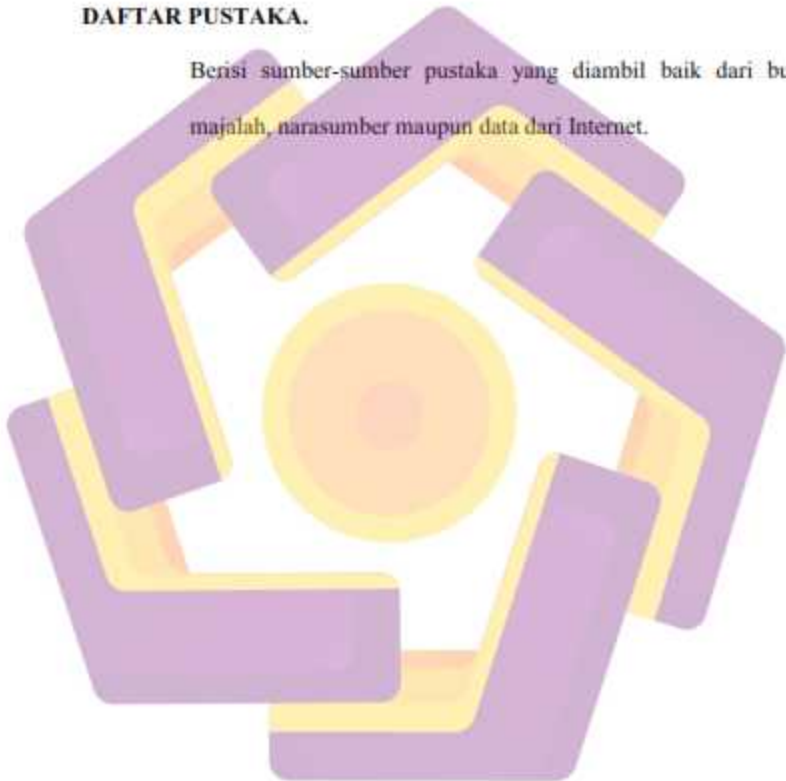 DAFTAR PUSTAKA.
Berisi sumber-sumber pustaka yang diambil baik dari
majalah, narasumber maupun data dari Internet.